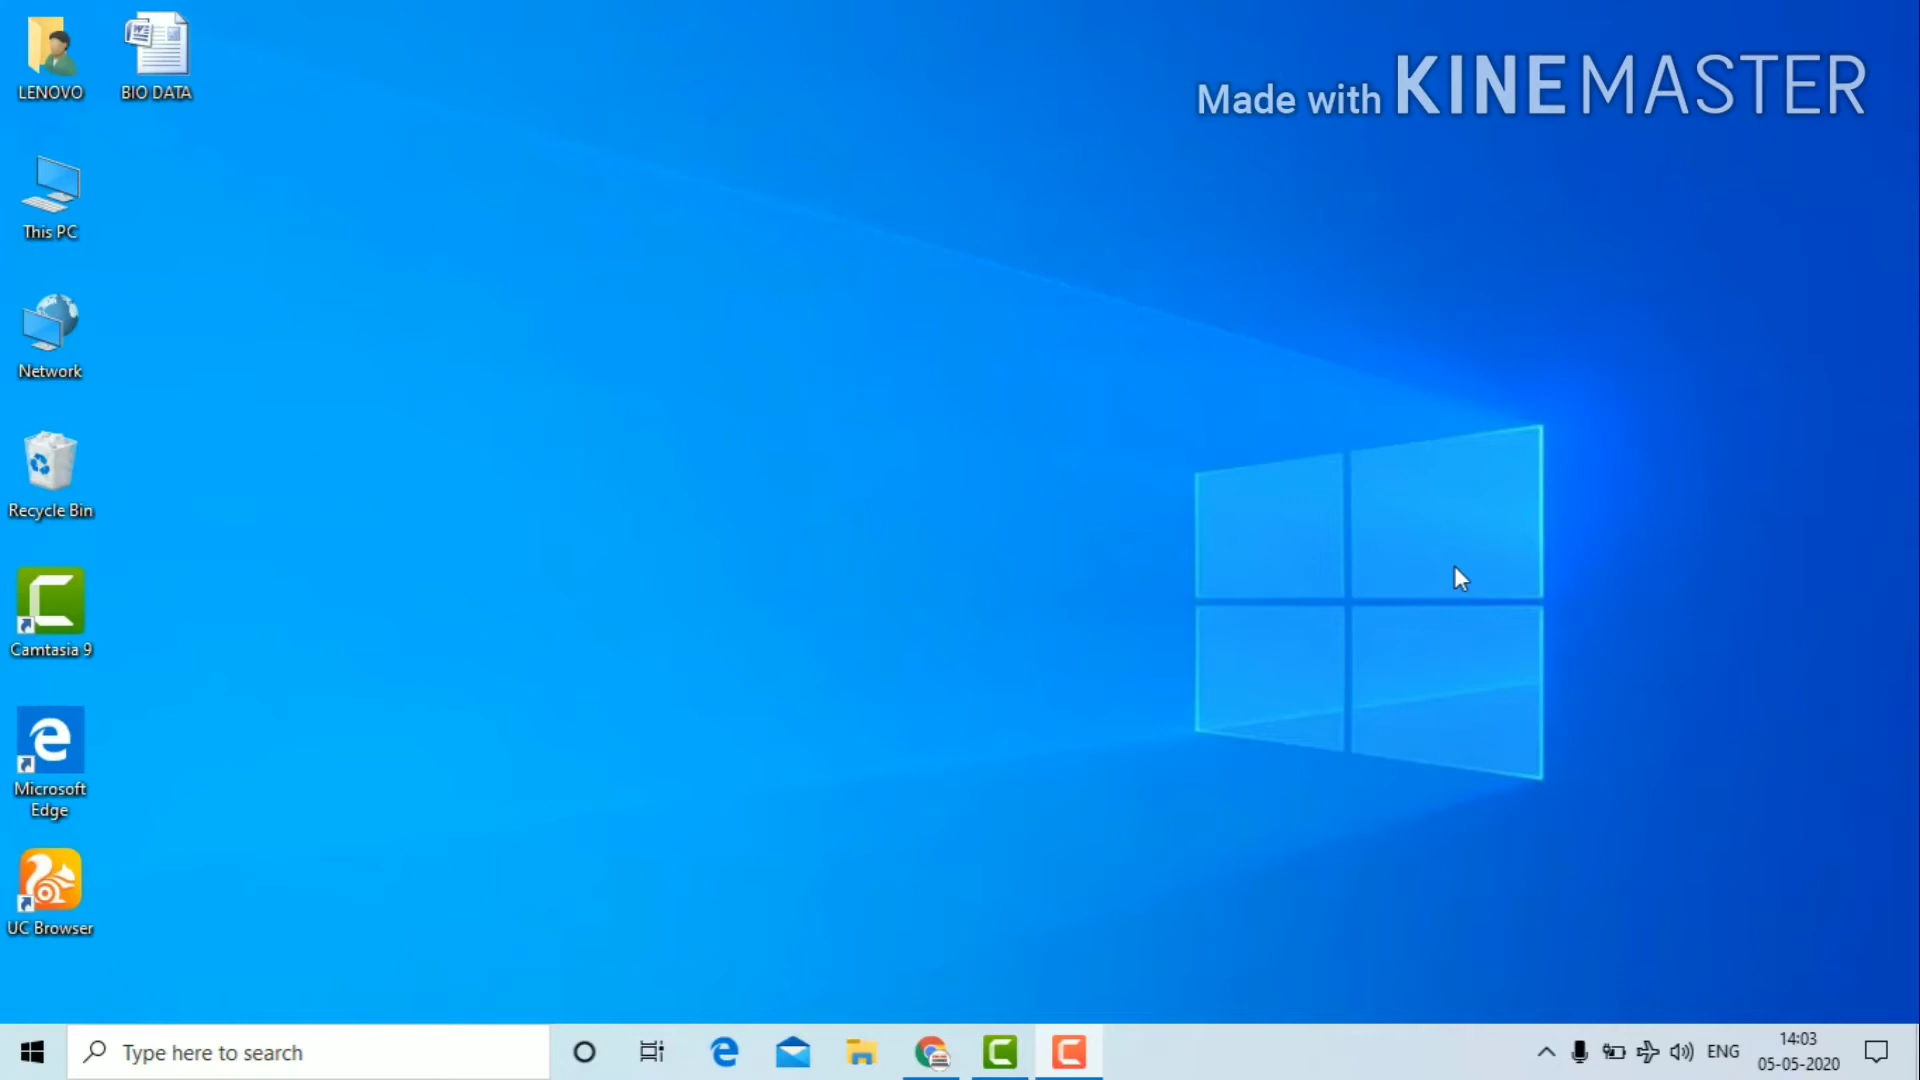 LENOVO
BIO DATA
Made with KINEMASTER
This PC
Network
Recycle Bin
Camtasia 9
Microsoft
Edge
UC Browser
Type here to search
ENG
14:03
05-05-2020